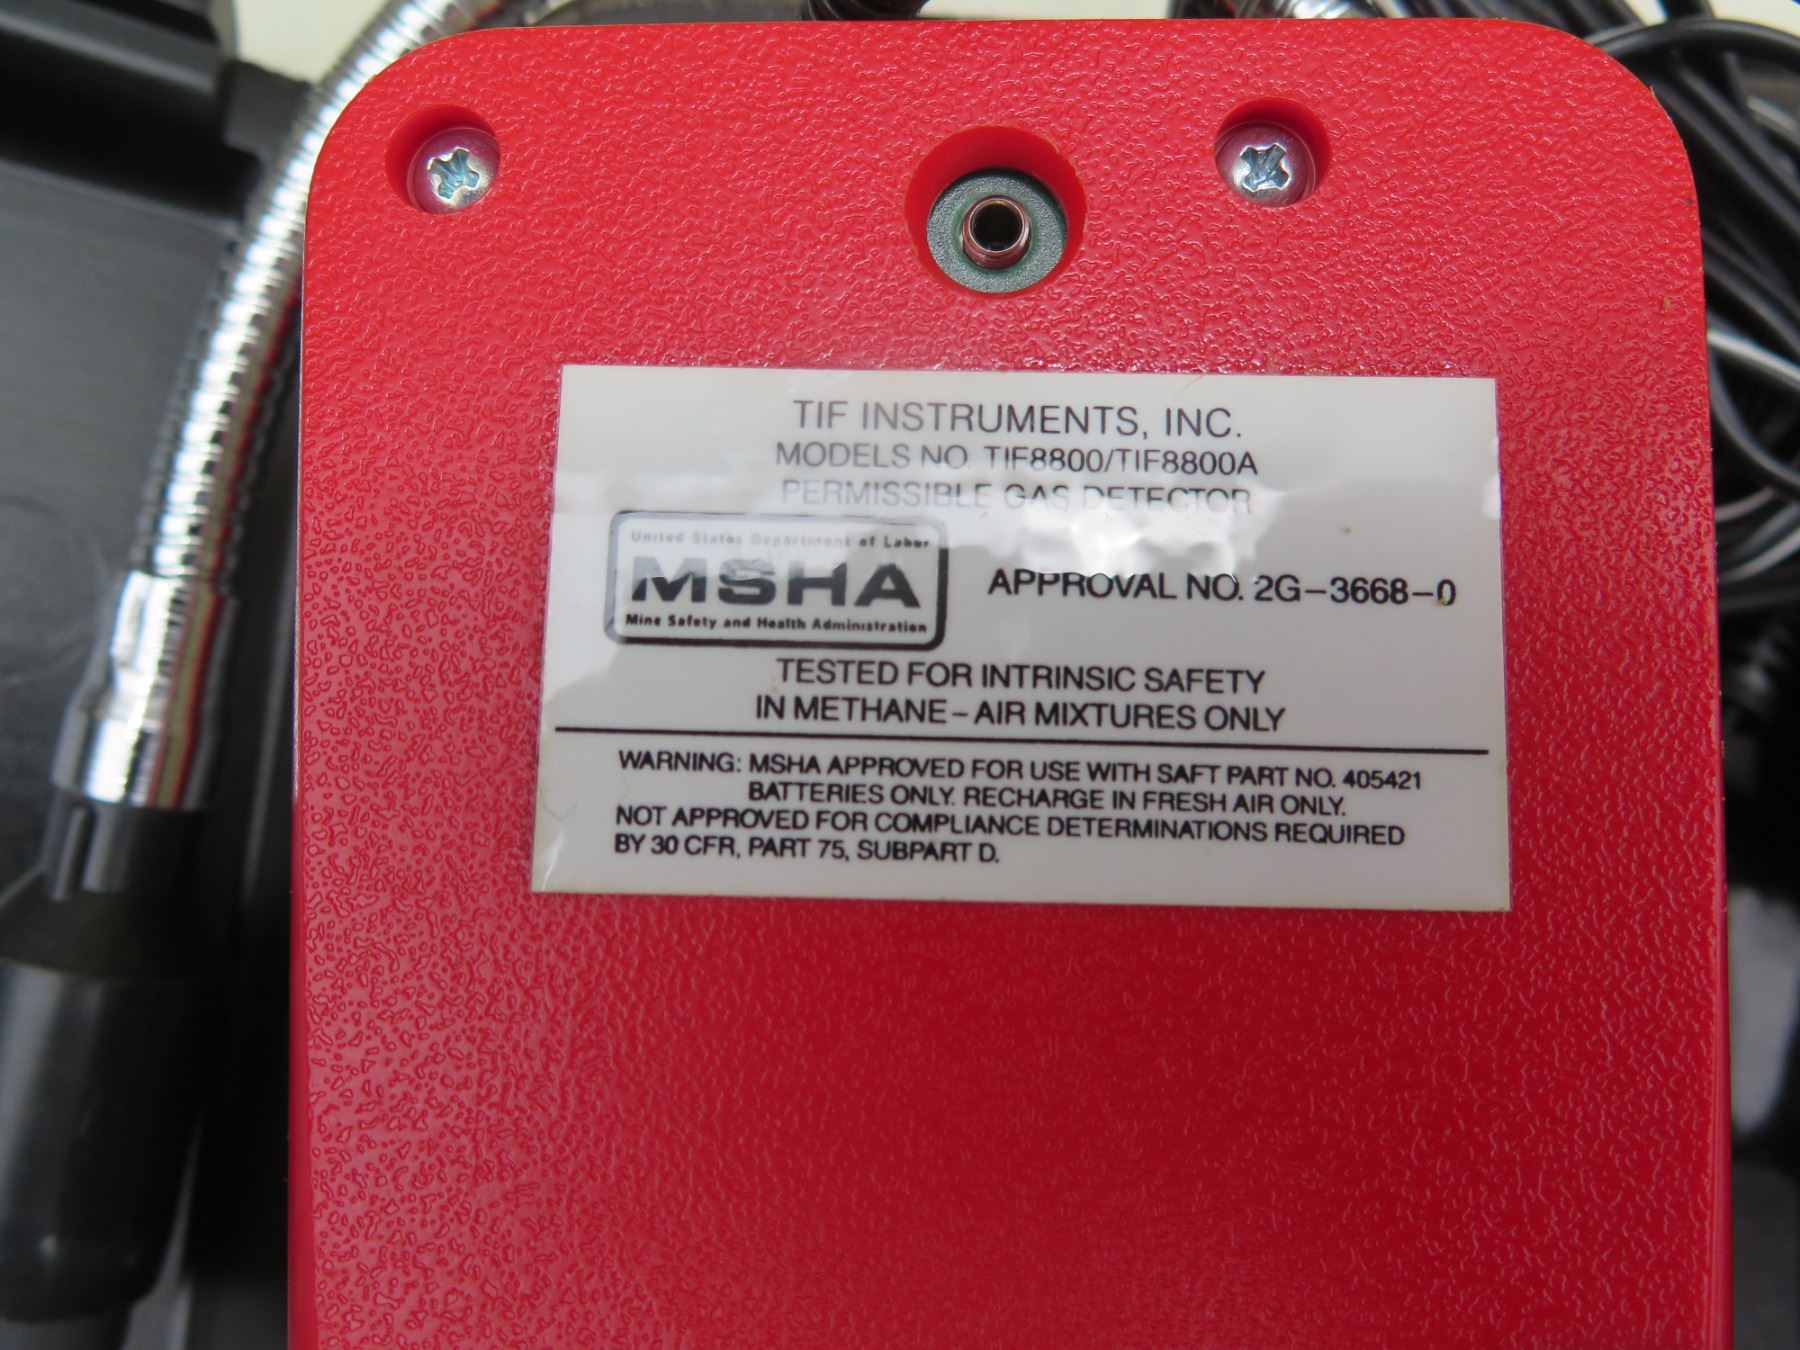 TIF INSTRUMENTS, INC.
MODELS NO. TIF8800/TIF8800A
PERMISSIBLE GAS DETECTOR
United States Department of Labor
MSHA
Mine Safety and Health Administration
APPROVAL NO. 2G-3668-0
TESTED FOR INTRINSIC SAFETY
IN METHANE-AIR MIXTURES ONLY
WARNING: MSHA APPROVED FOR USE WITH SAFT PART NO. 405421
BATTERIES ONLY. RECHARGE IN FRESH AIR ONLY.
NOT APPROVED FOR COMPLIANCE DETERMINATIONS REQUIRED
BY 30 CFR, PART 75, SUBPART D.